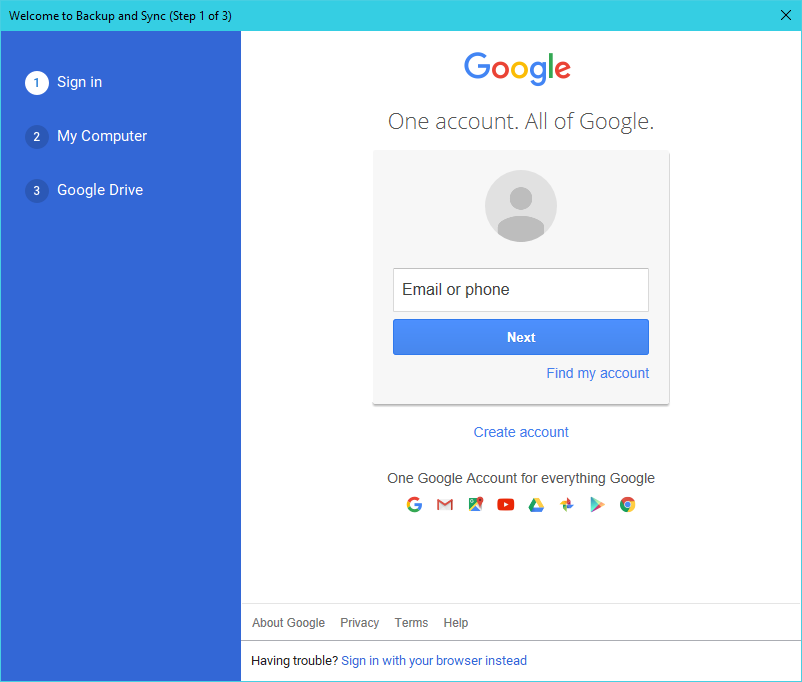 Welcome to Backup and Sync (Step 1 of 3)
1 Sign in
2 My Computer
3 Google Drive
Google
One account. All of Google.
Email or phone
Next
Find my account
Create account
One Google Account for everything Google
About Google Privacy Terms Help
Having trouble? Sign in with your browser instead